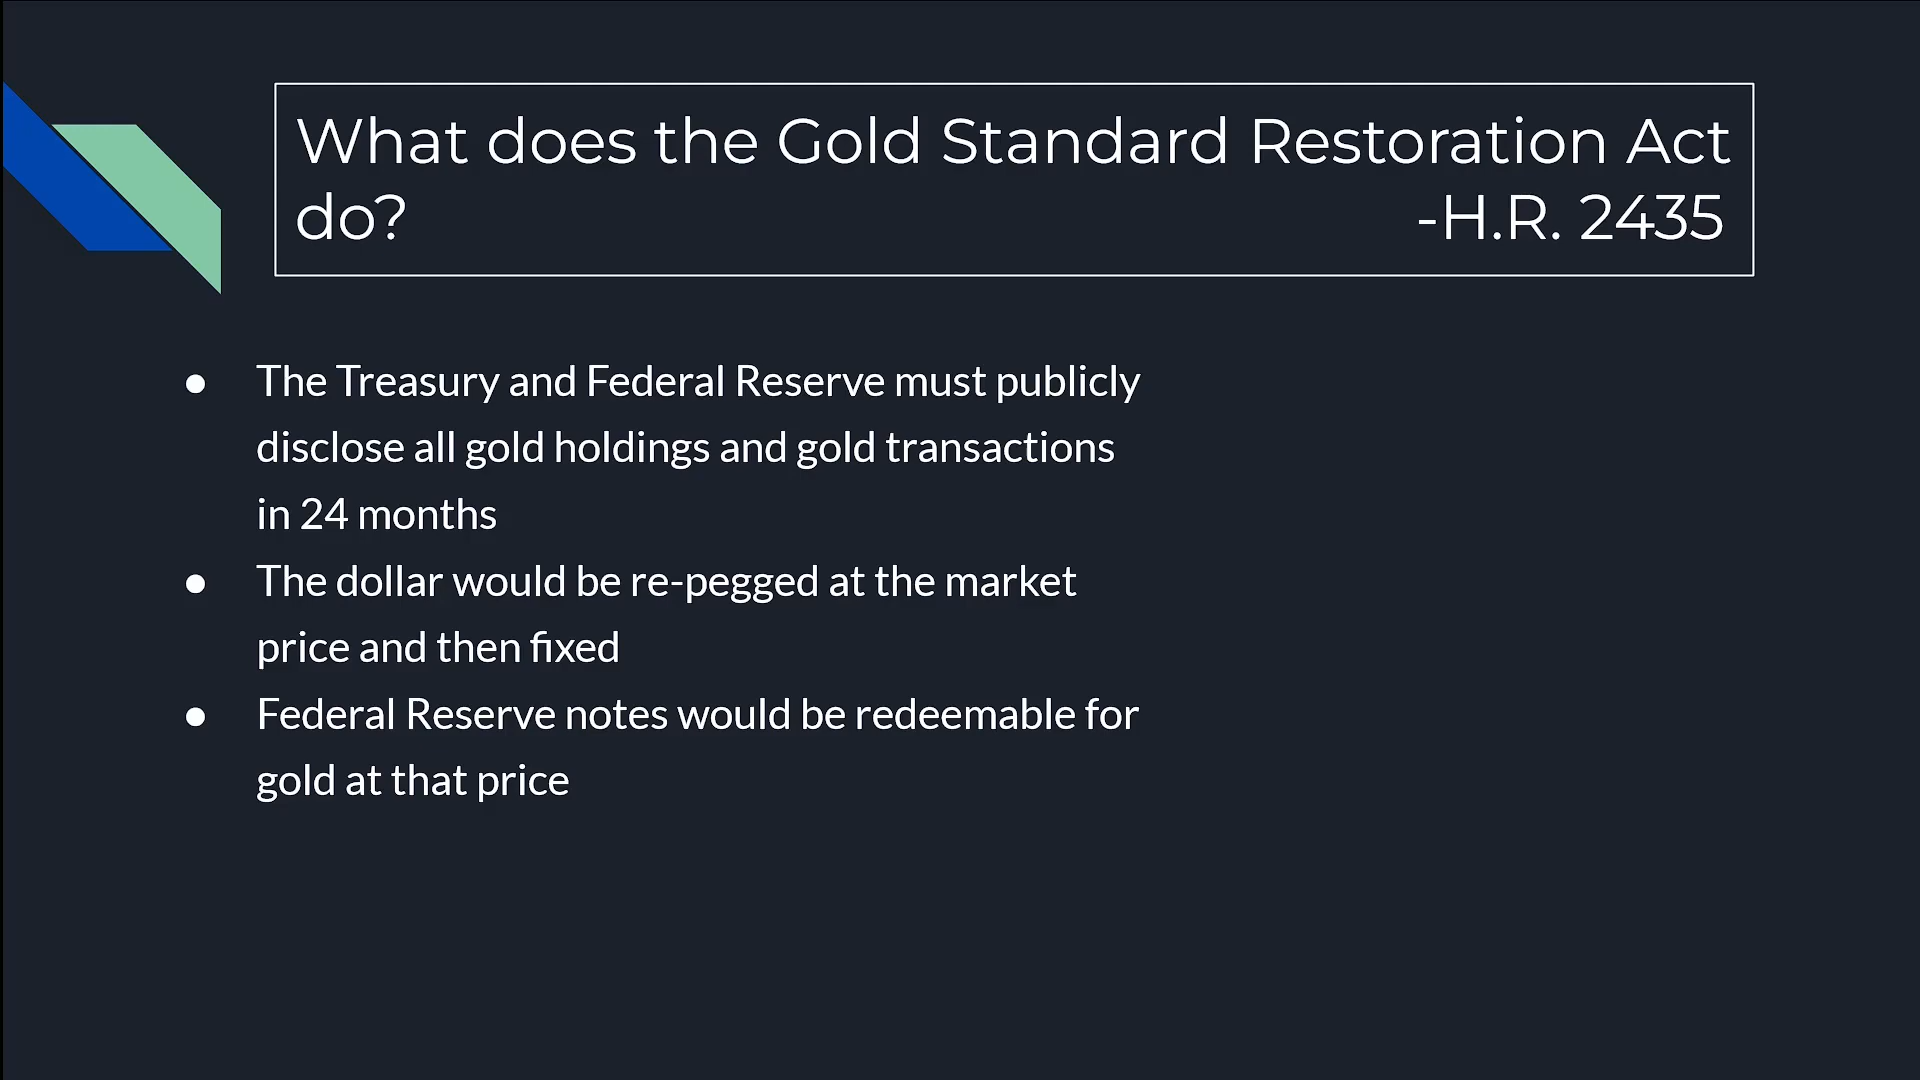 What does the Gold Standard Restoration Act
do? -H.R. 2435
● The Treasury and Federal Reserve must publicly
disclose all gold holdings and gold transactions
in 24 months
● The dollar would be re-pegged at the market
price and then fixed
● Federal Reserve notes would be redeemable for
gold at that price